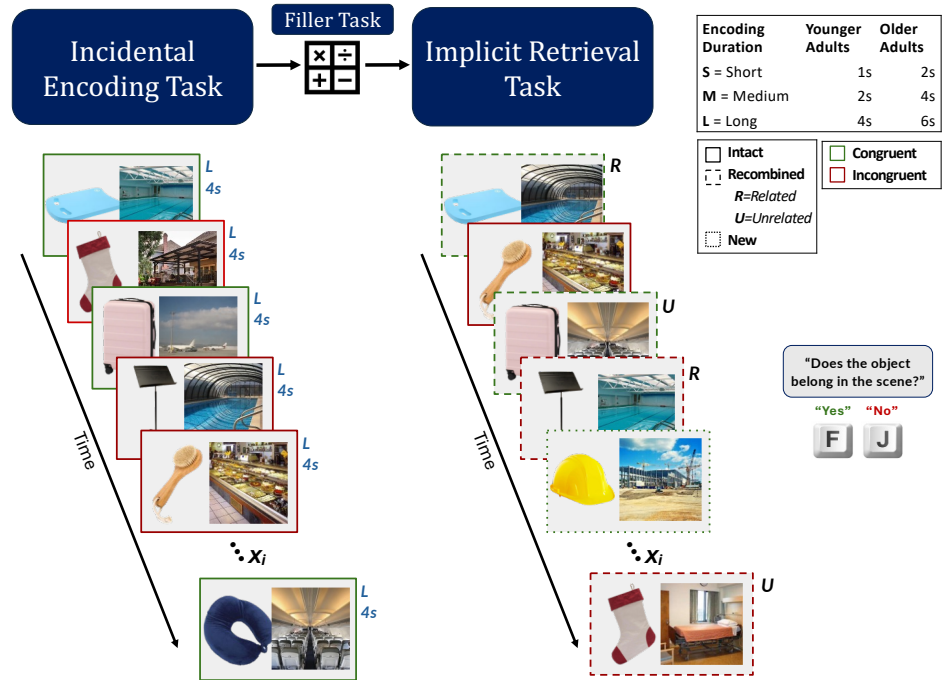 Incidental
Encoding Task
Filler Task
× ÷
+ −
Implicit Retrieval
Task
Encoding Duration Younger Adults Older Adults
S = Short 1s 2s
M = Medium 2s 4s
L = Long 4s 6s
Intact
Recombined
R=Related
U=Unrelated
New
Congruent
Incongruent
L
4s
L
4s
L
4s
L
4s
L
4s
Time
Xi
L
4s
R
U
R
Time
Xi
U
“Does the object
belong in the scene?”
“Yes” “No”
F J